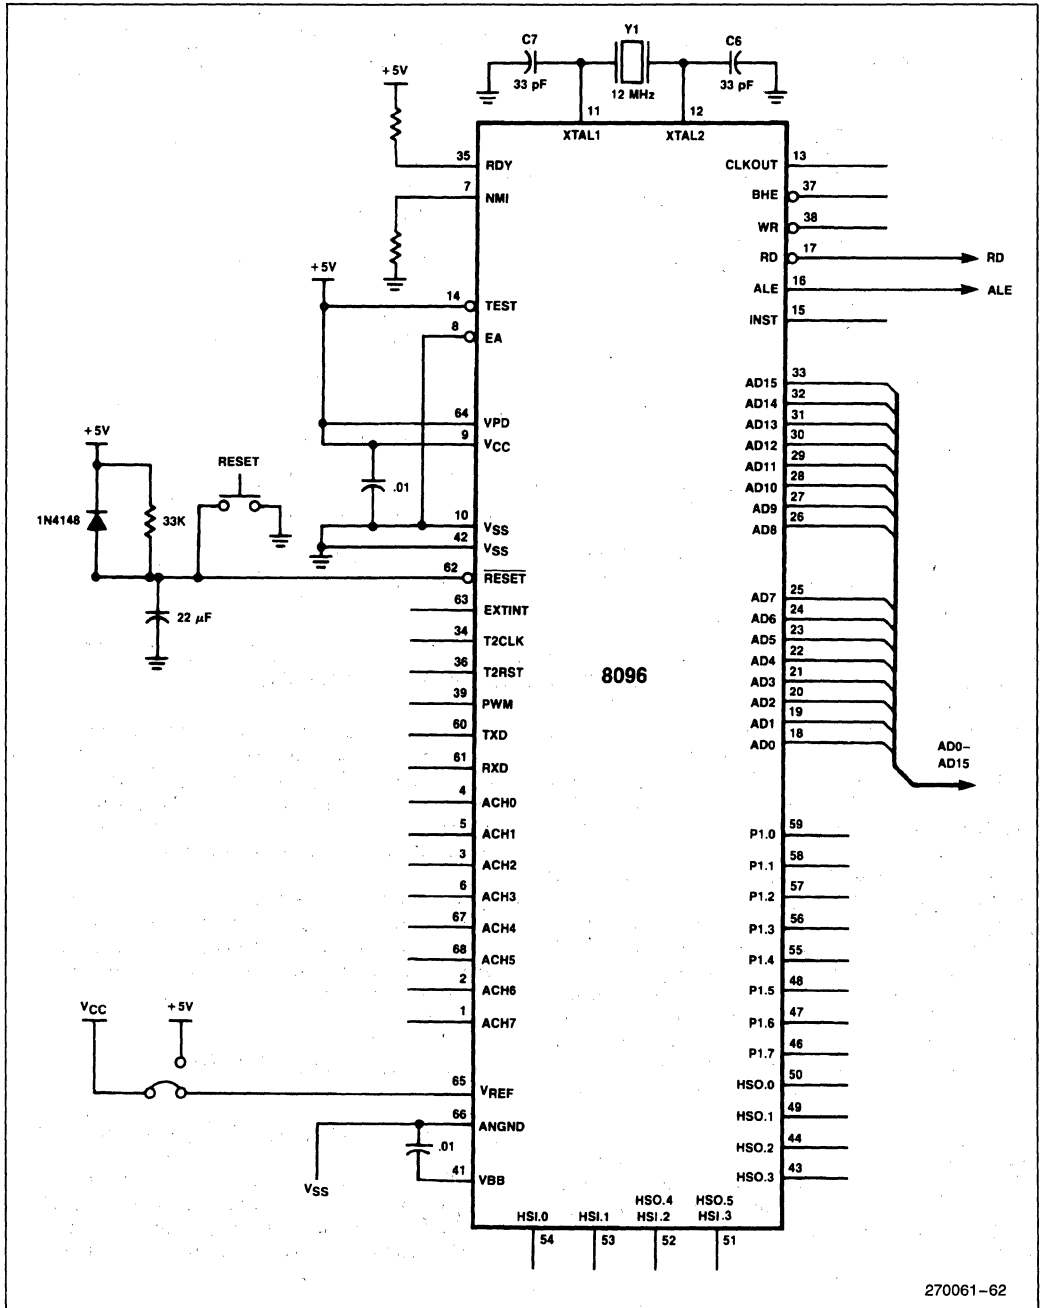 Y1
C7
C6
33 pF
12 MHz
33 pF
11
12
XTAL1
XTAL2
+5V
35
RDY
7
NMI
+5V
14
TEST
8
EA
64
VPD
9
VCC
.01
+5V
RESET
1N4148
33K
10
VSS
42
VSS
62
RESET
22 µF
63
EXTINT
34
T2CLK
36
T2RST
39
PWM
60
TXD
61
RXD
4
ACH0
5
ACH1
3
ACH2
6
ACH3
67
ACH4
68
ACH5
2
ACH6
1
ACH7
VCC
+5V
65
VREF
66
ANGND
.01
VSS
41
VBB
8096
CLKOUT
13
BHE
37
WR
38
RD
17
RD
ALE
16
ALE
INST
15
AD15
33
AD14
32
AD13
31
AD12
30
AD11
29
AD10
28
AD9
27
AD8
26
AD7
25
AD6
24
AD5
23
AD4
22
AD3
21
AD2
20
AD1
19
AD0
18
AD0–
AD15
P1.0
59
P1.1
58
P1.2
57
P1.3
56
P1.4
55
P1.5
48
P1.6
47
P1.7
46
HSO.0
50
HSO.1
49
HSO.2
44
HSO.3
43
HSO.4
HSO.5
HSI.0
HSI.1
HSI.2
HSI.3
54
53
52
51
270061–62